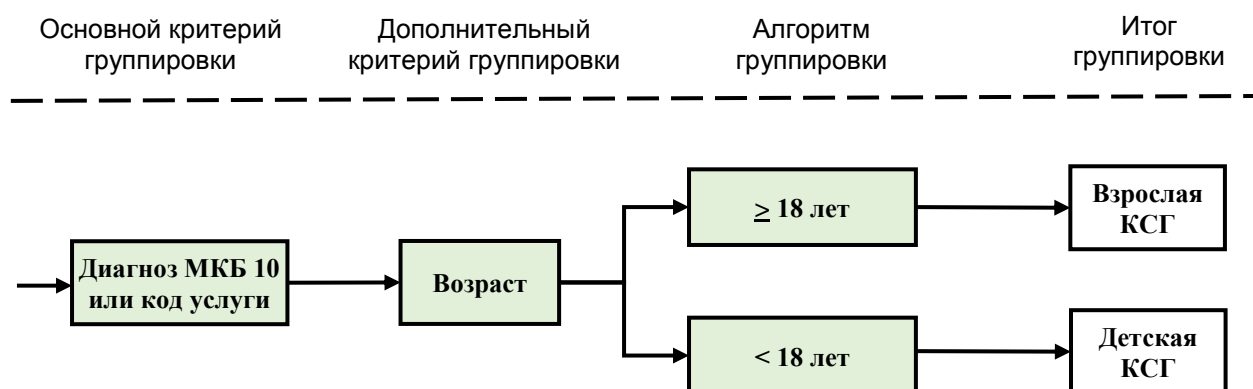 Основной критерий
группировки
Дополнительный
критерий группировки
Алгоритм
группировки
Итог
группировки
Диагноз МКБ 10
или код услуги
Возраст
≥ 18 лет
Взрослая
КСГ
< 18 лет
Детская
КСГ